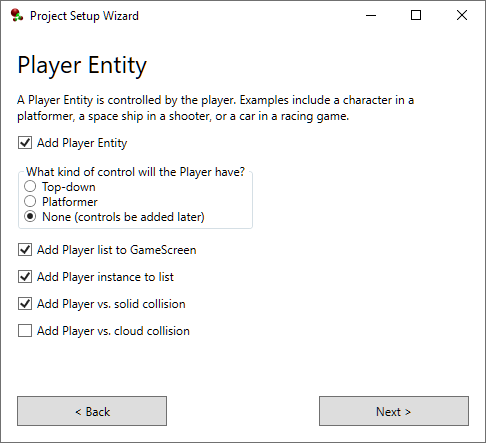 Project Setup Wizard
Player Entity
A Player Entity is controlled by the player. Examples include a character in a
platformer, a space ship in a shooter, or a car in a racing game.
Add Player Entity
What kind of control will the Player have?
Top-down
Platformer
None (controls be added later)
Add Player list to GameScreen
Add Player instance to list
Add Player vs. solid collision
Add Player vs. cloud collision
< Back
Next >